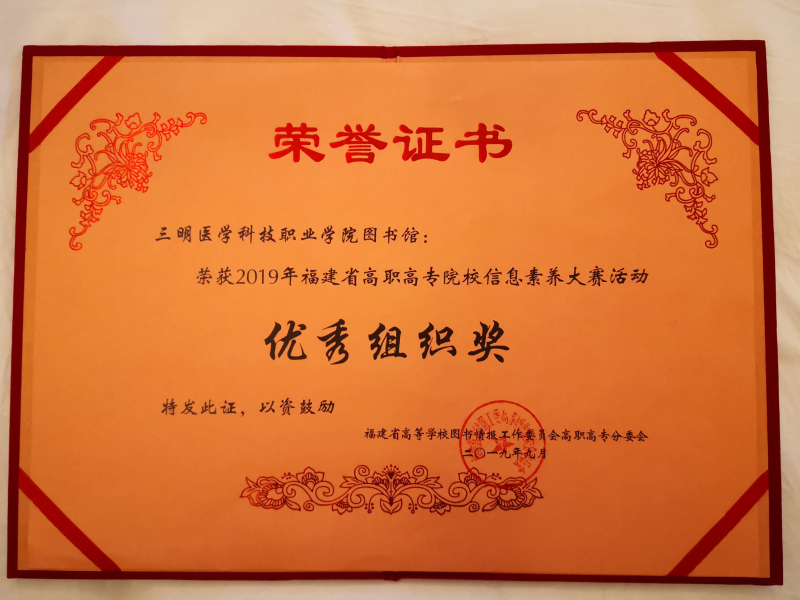 荣誉证书
三明医学科技职业学院图书馆：
荣获2019年福建省高职高专院校信息素养大赛活动
优秀组织奖
特发此证，以资鼓励
福建省高等学校图书情报工作委员会高职高专分委会
二〇一九年九月